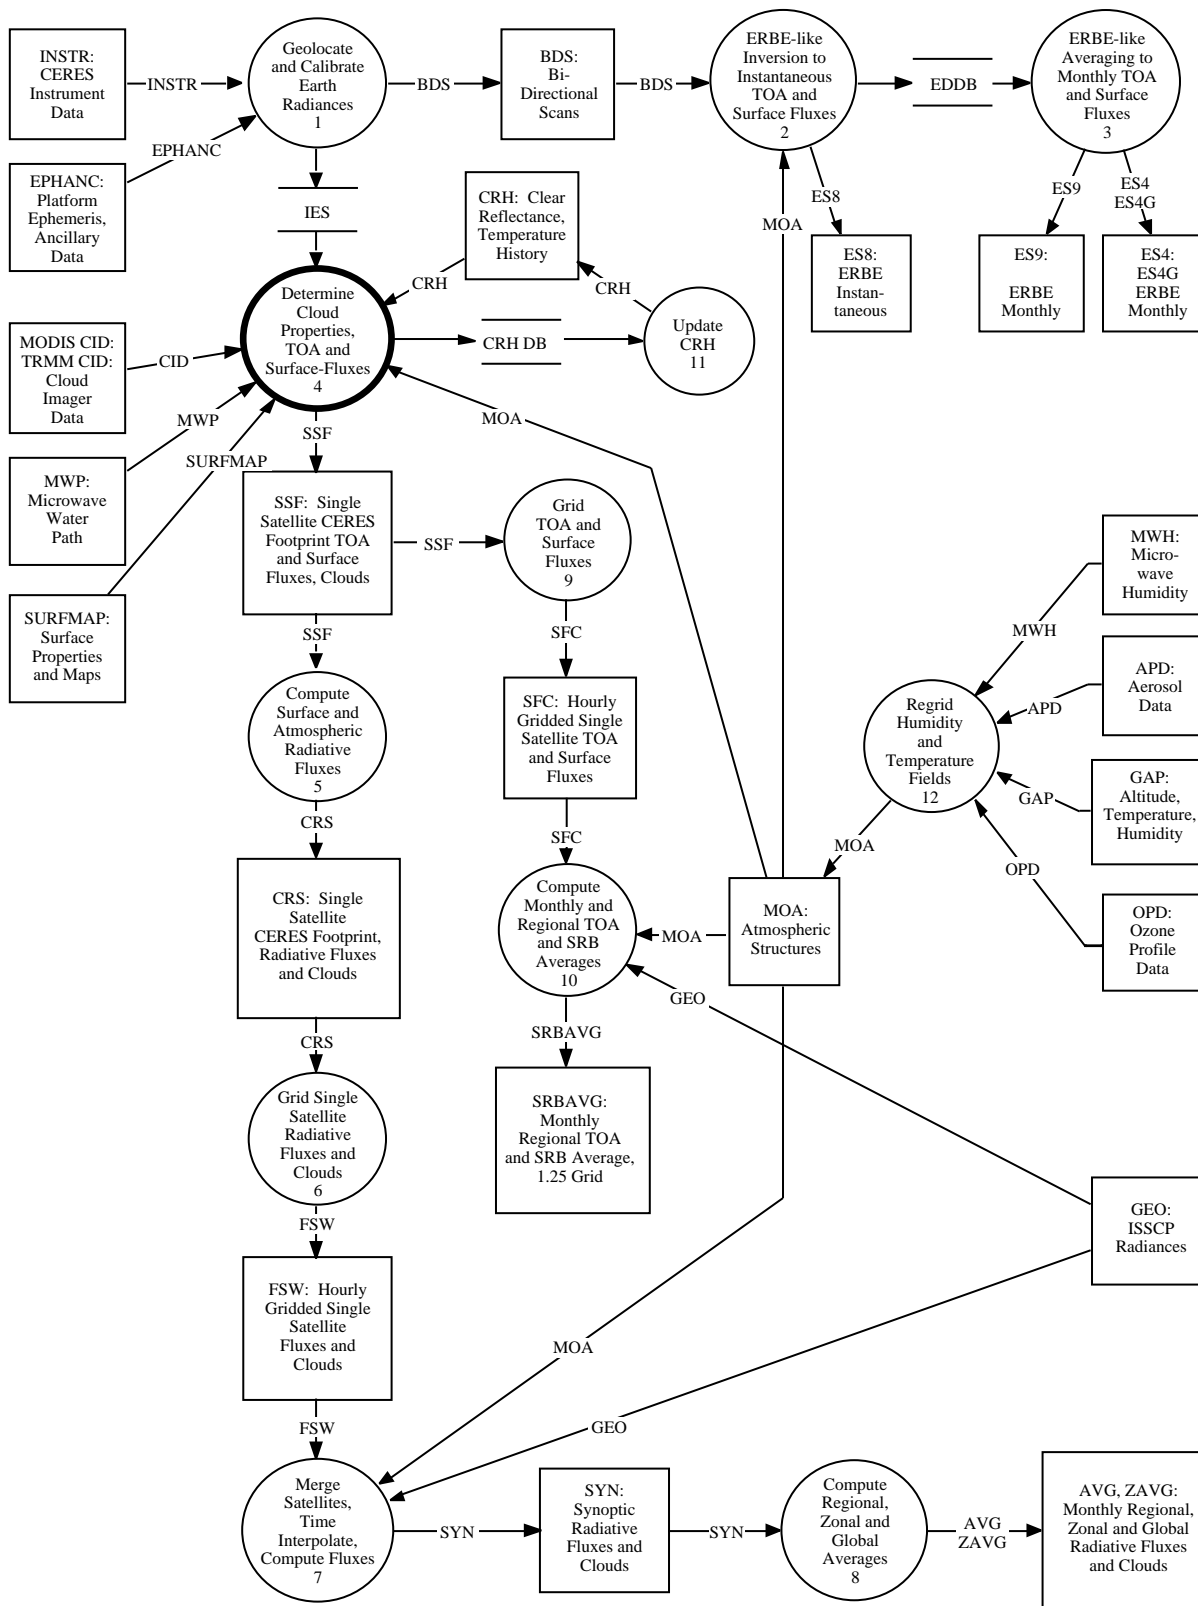 INSTR:
CERES
Instrument
Data
INSTR
Geolocate
and Calibrate
Earth
Radiances
1
BDS
BDS:
Bi-
Directional
Scans
BDS
ERBE-like
Inversion to
Instantaneous
TOA and
Surface Fluxes
2
EDDB
ERBE-like
Averaging to
Monthly TOA
and Surface
Fluxes
3
EPHANC
EPHANC:
Platform
Ephemeris,
Ancillary
Data
IES
CRH:  Clear
Reflectance,
Temperature
History
MOA
ES8
ES9
ES4
ES4G
ES8:
ERBE
Instan-
taneous
ES9:
ERBE
Monthly
ES4:
ES4G
ERBE
Monthly
CRH
CRH
Determine
Cloud
Properties,
TOA and
Surface-Fluxes
4
CRH DB
Update
CRH
11
MODIS CID:
TRMM CID:
Cloud
Imager
Data
CID
MWP
MOA
SSF
SURFMAP
MWP:
Microwave
Water
Path
SSF:  Single
Satellite CERES
Footprint TOA
and Surface
Fluxes, Clouds
SSF
Grid
TOA and
Surface
Fluxes
9
MWH:
Micro-
wave
Humidity
SURFMAP:
Surface
Properties
and Maps
SSF
SFC
MWH
Compute
Surface and
Atmospheric
Radiative
Fluxes
5
SFC:  Hourly
Gridded Single
Satellite TOA
and Surface
Fluxes
Regrid
Humidity
and
Temperature
Fields
12
APD
APD:
Aerosol
Data
GAP
GAP:
Altitude,
Temperature,
Humidity
CRS
SFC
MOA
OPD
CRS:  Single
Satellite
CERES Footprint,
Radiative Fluxes
and Clouds
Compute
Monthly and
Regional TOA
and SRB
Averages
10
MOA
MOA:
Atmospheric
Structures
OPD:
Ozone
Profile
Data
GEO
CRS
SRBAVG
Grid Single
Satellite
Radiative
Fluxes and
Clouds
6
SRBAVG:
Monthly
Regional TOA
and SRB Average,
1.25 Grid
FSW
GEO:
ISSCP
Radiances
FSW:  Hourly
Gridded Single
Satellite
Fluxes and
Clouds
MOA
FSW
GEO
Merge
Satellites,
Time
Interpolate,
Compute Fluxes
7
SYN
SYN:
Synoptic
Radiative
Fluxes and
Clouds
SYN
Compute
Regional,
Zonal and
Global
Averages
8
AVG
ZAVG
AVG, ZAVG:
Monthly Regional,
Zonal and Global
Radiative Fluxes
and Clouds